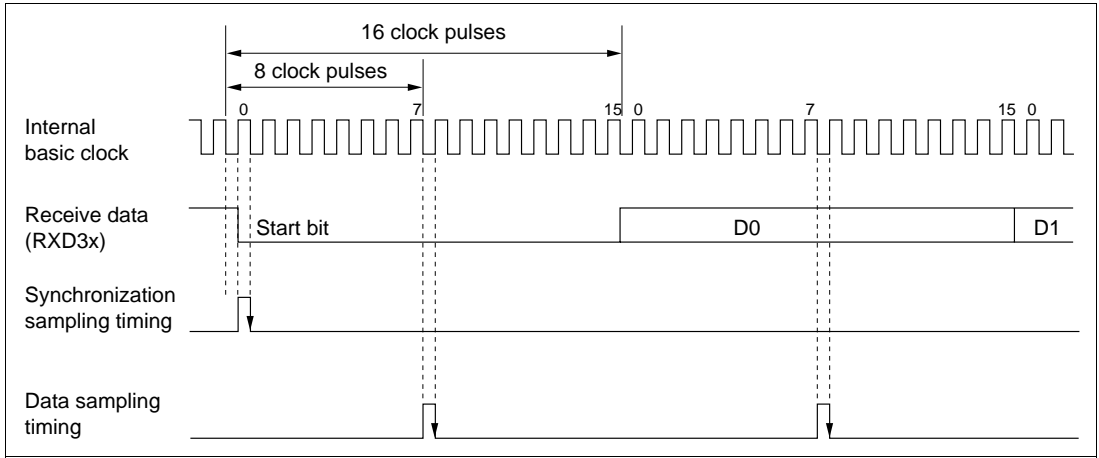 16 clock pulses
8 clock pulses
0 7 15 0 7 15 0
Internal
basic clock
Receive data
(RXD3x)
Start bit D0 D1
Synchronization
sampling timing
Data sampling
timing